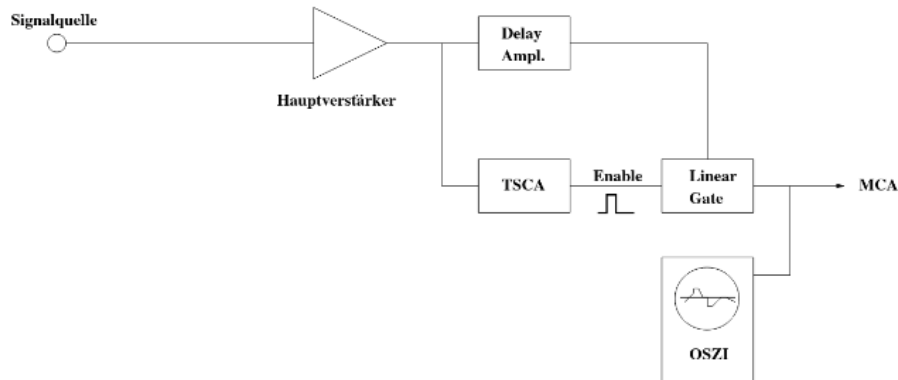 Signalquelle
Delay
Ampl.
Hauptverstärker
TSCA
Enable
Linear
Gate
MCA
OSZI